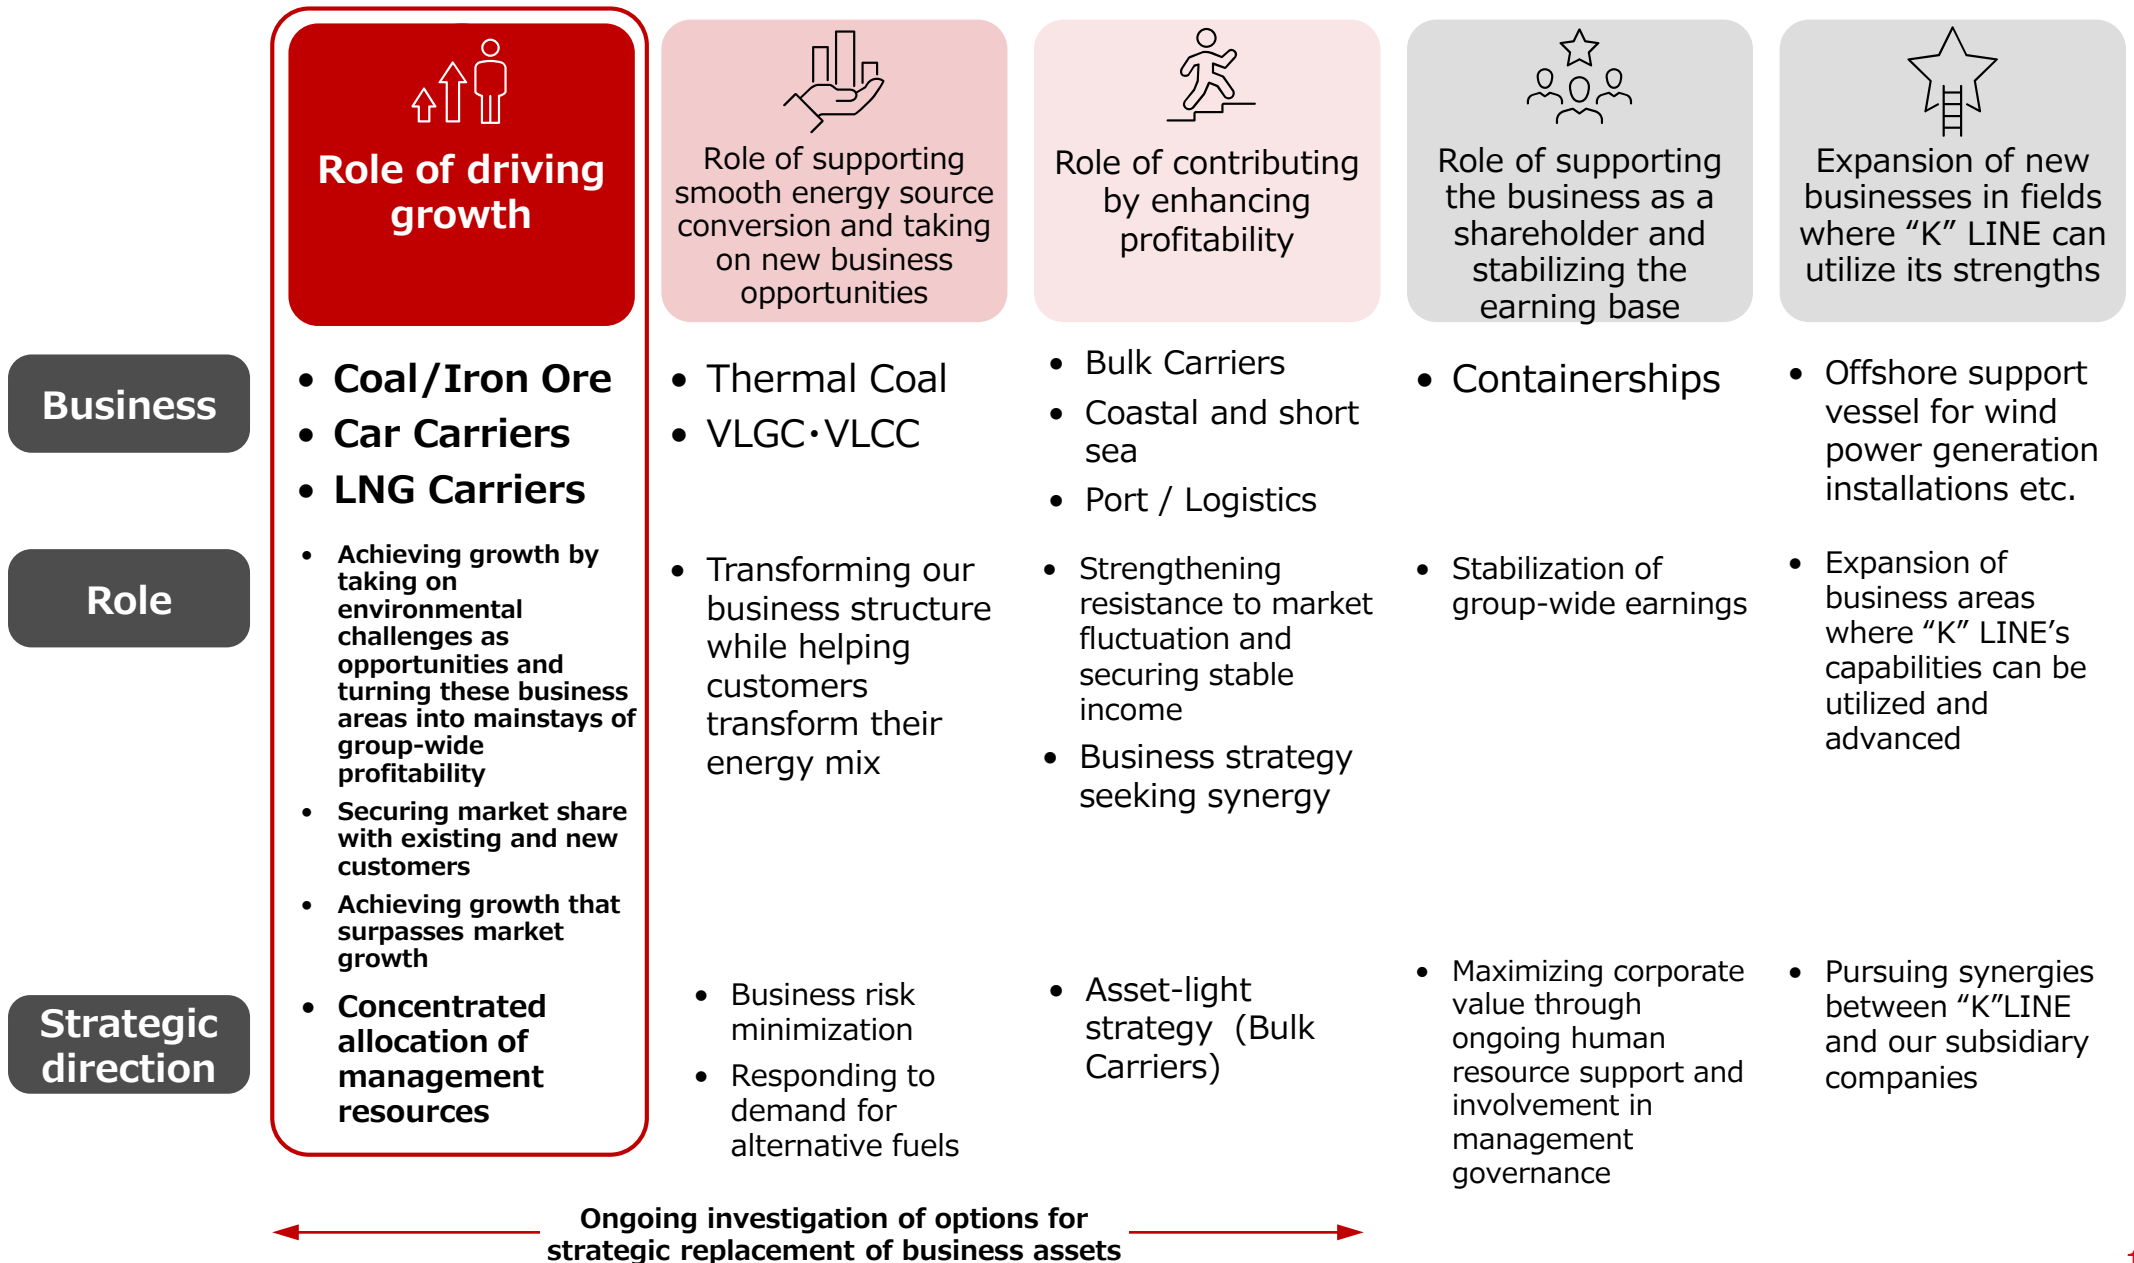 Role of driving
growth
Role of supporting
smooth energy source
conversion and taking
on new business
opportunities
Role of contributing
by enhancing
profitability
Role of supporting
the business as a
shareholder and
stabilizing the
earning base
Expansion of new
businesses in fields
where “K” LINE can
utilize its strengths
Business
• Coal/Iron Ore
• Car Carriers
• LNG Carriers
• Thermal Coal
• VLGC・VLCC
• Bulk Carriers
• Coastal and short
sea
• Port / Logistics
• Containerships
• Offshore support
vessel for wind
power generation
installations etc.
Role
• Achieving growth by
taking on
environmental
challenges as
opportunities and
turning these business
areas into mainstays of
group-wide
profitability
• Securing market share
with existing and new
customers
• Achieving growth that
surpasses market
growth
• Transforming our
business structure
while helping
customers
transform their
energy mix
• Strengthening
resistance to market
fluctuation and
securing stable
income
• Business strategy
seeking synergy
• Stabilization of
group-wide earnings
• Expansion of
business areas
where “K” LINE’s
capabilities can be
utilized and
advanced
Strategic
direction
• Concentrated
allocation of
management
resources
• Business risk
minimization
• Responding to
demand for
alternative fuels
• Asset-light
strategy (Bulk
Carriers)
• Maximizing corporate
value through
ongoing human
resource support and
involvement in
management
governance
• Pursuing synergies
between “K”LINE
and our subsidiary
companies
Ongoing investigation of options for
strategic replacement of business assets